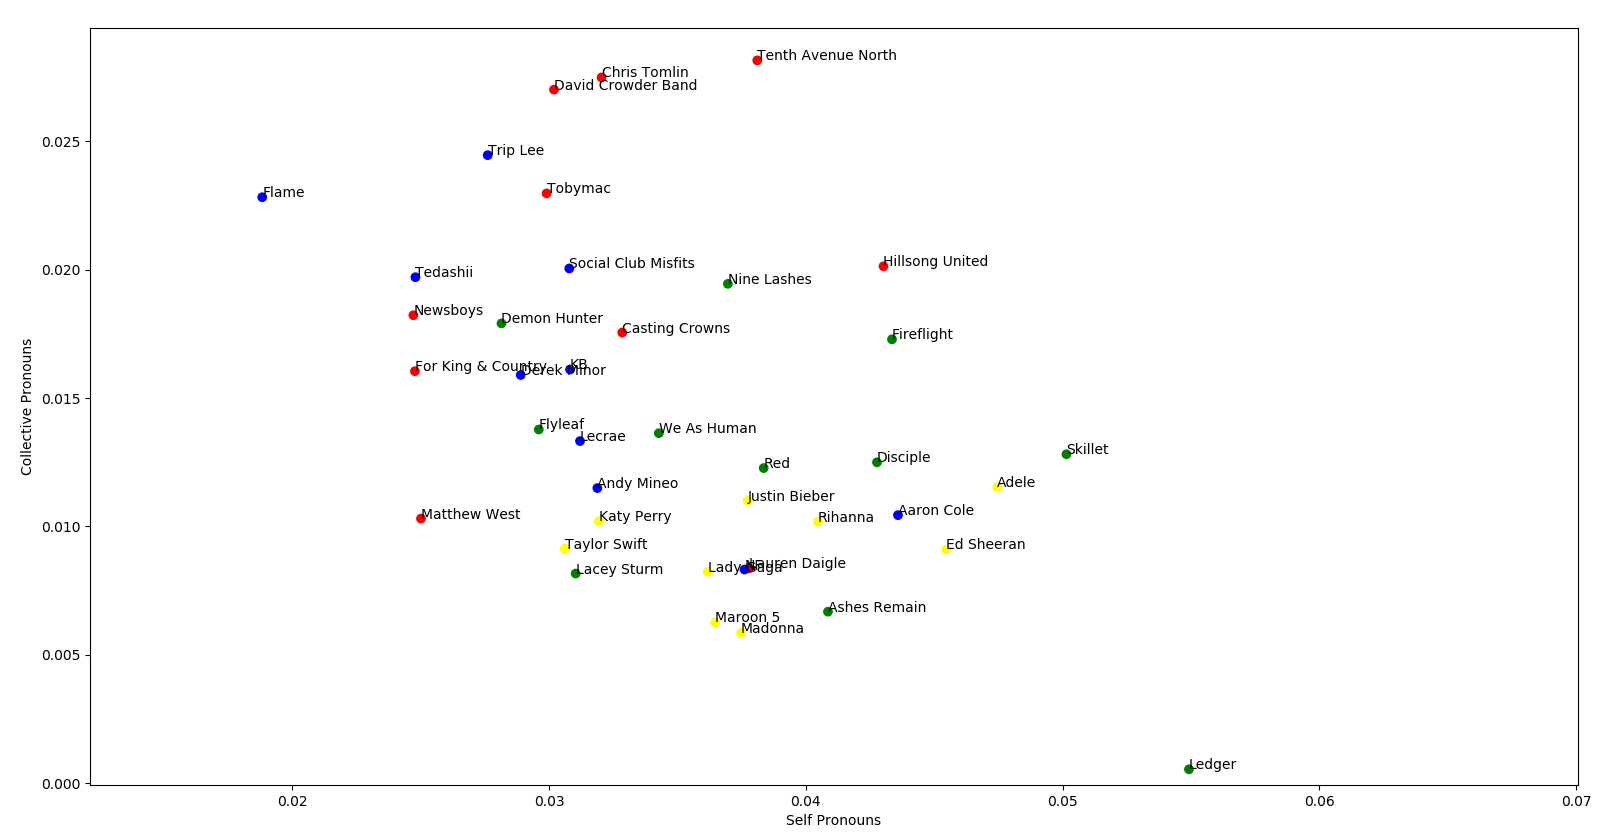 Tenth Avenue North
Chris Tomlin
David Crowder Band
0.025
Trip Lee
Tobymac
Flame
Hillsong United
Social Club Misfits
0.020
Tedashii
Nine Lashes
Newsboys
Demon Hunter
Casting Crowns
Fireflight
For King & Country
KB
Derek Minor
0.015
Flyleaf
We As Human
Lecrae
Skillet
Disciple
Red
Adele
Andy Mineo
Justin Bieber
Aaron Cole
Matthew West
Katy Perry
Rihanna
0.010
Taylor Swift
Ed Sheeran
Lauren Daigle
Lady Gaga
Lacey Sturm
Ashes Remain
Maroon 5
Madonna
0.005
Ledger
0.000
0.02 0.03 0.04 0.05 0.06 0.07
Self Pronouns
Collective Pronouns